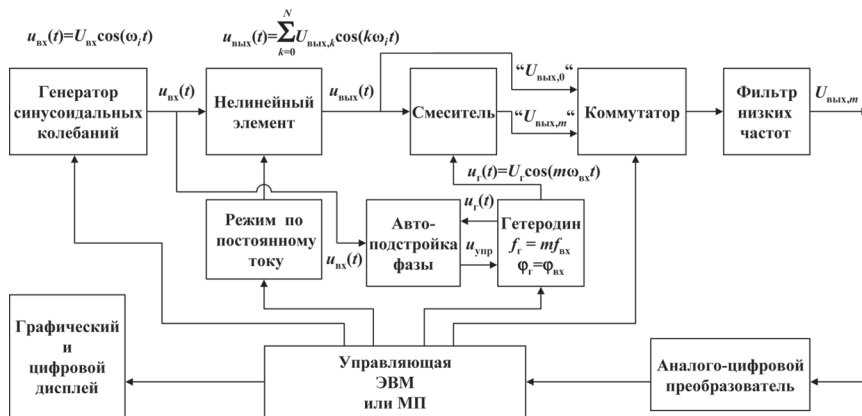 u_вх(t)=U_вх cos(ω_i t)
u_вых(t)=∑_{k=0}^{N} U_вых,k cos(kω_i t)
Генератор
синусоидальных
колебаний
u_вх(t)
Нелинейный
элемент
u_вых(t)
Смеситель
“U_вых,0“
“U_вых,m“
Коммутатор
Фильтр
низких
частот
U_вых,m
u_г(t)=U_г cos(mω_вх t)
Режим по
постоянному
току
u_вх(t)
Авто-
подстройка
фазы
u_г(t)
u_упр
Гетеродин
f_г = mf_вх
φ_г=φ_вх
Графический
и
цифровой
дисплей
Управляющая
ЭВМ
или МП
Аналого-цифровой
преобразователь